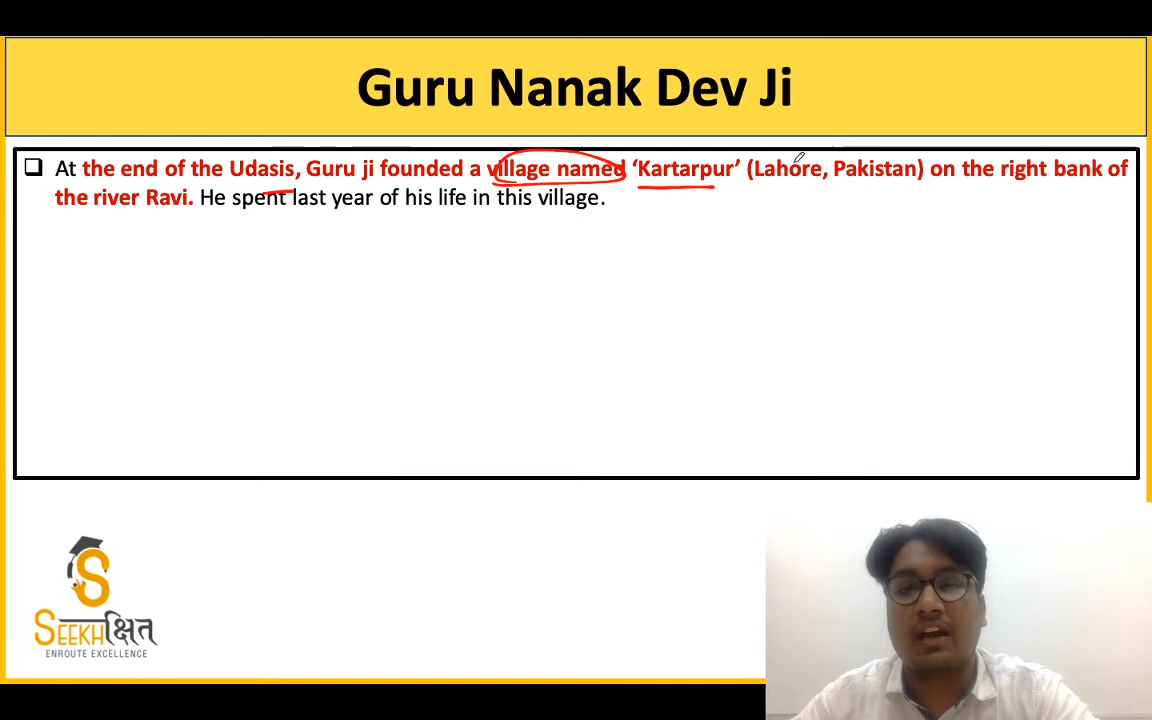 Guru Nanak Dev Ji
At the end of the Udasis, Guru ji founded a village named ‘Kartarpur’ (Lahore, Pakistan) on the right bank of
the river Ravi. He spent last year of his life in this village.
S
SEEKHक्षित
ENROUTE EXCELLENCE